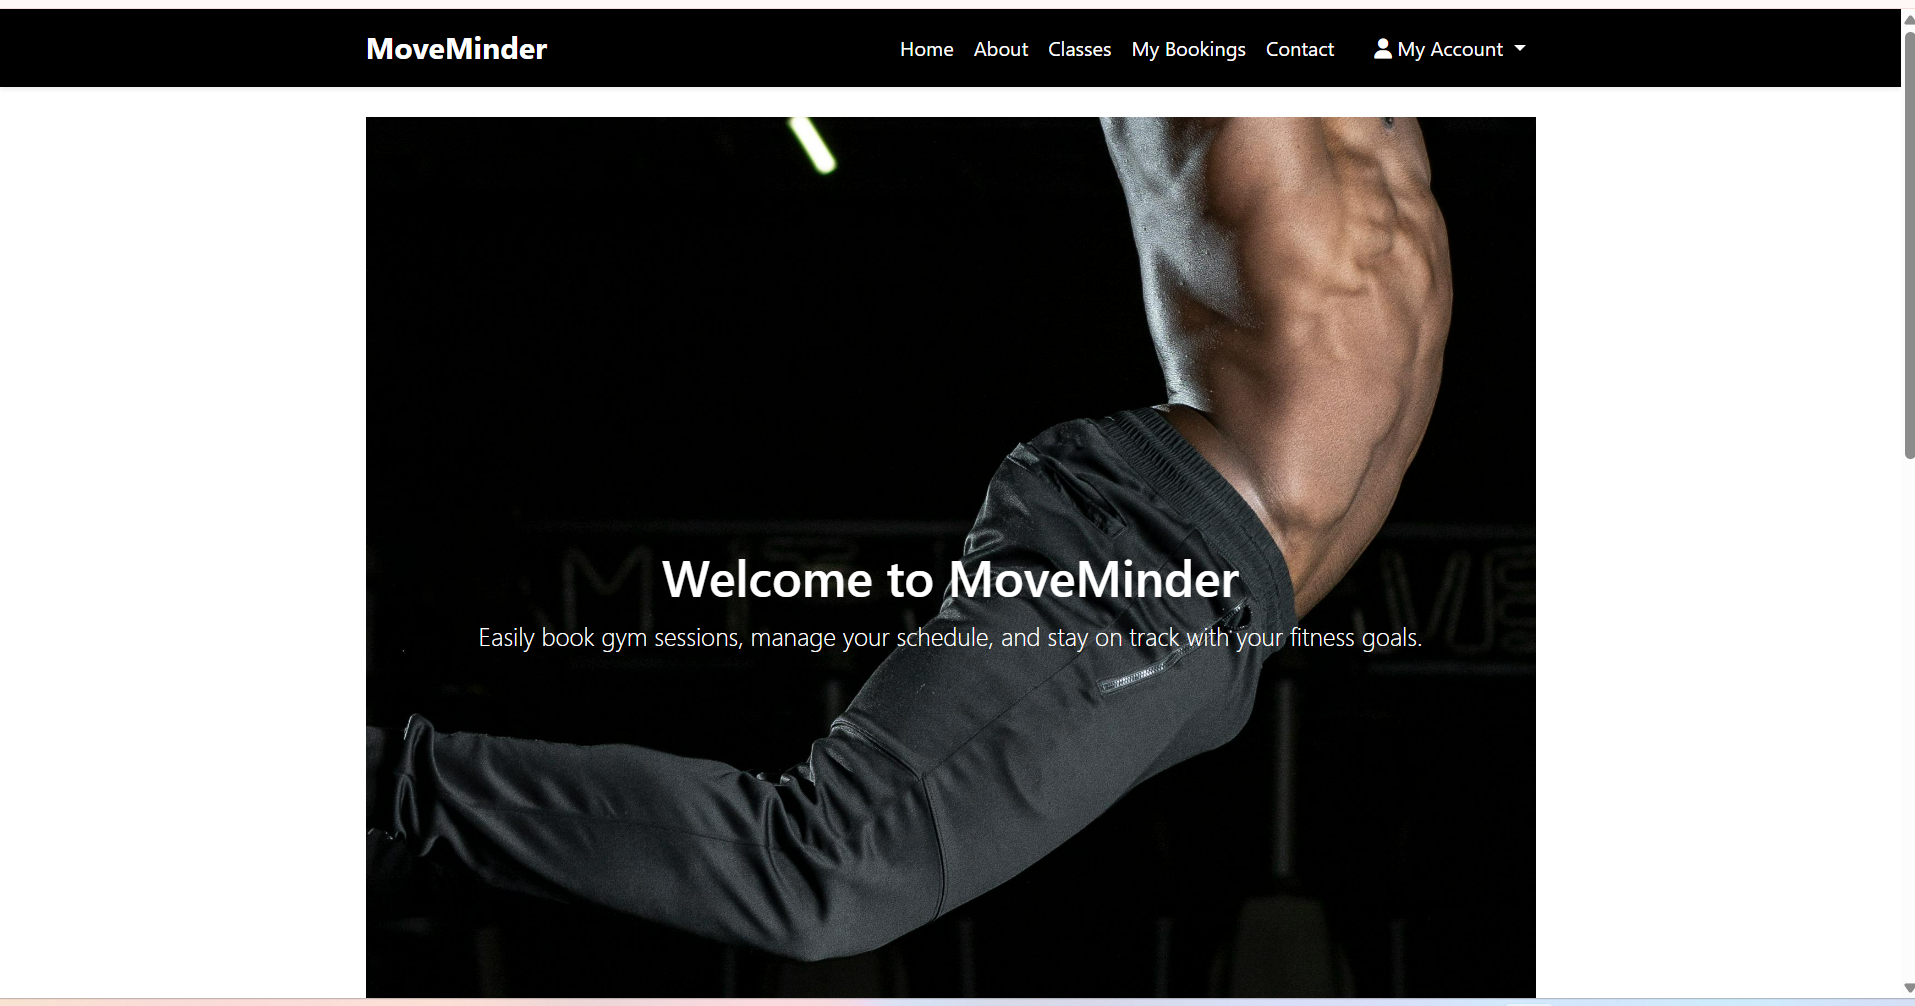 MoveMinder
Home About Classes My Bookings Contact My Account
Welcome to MoveMinder
Easily book gym sessions, manage your schedule, and stay on track with your fitness goals.